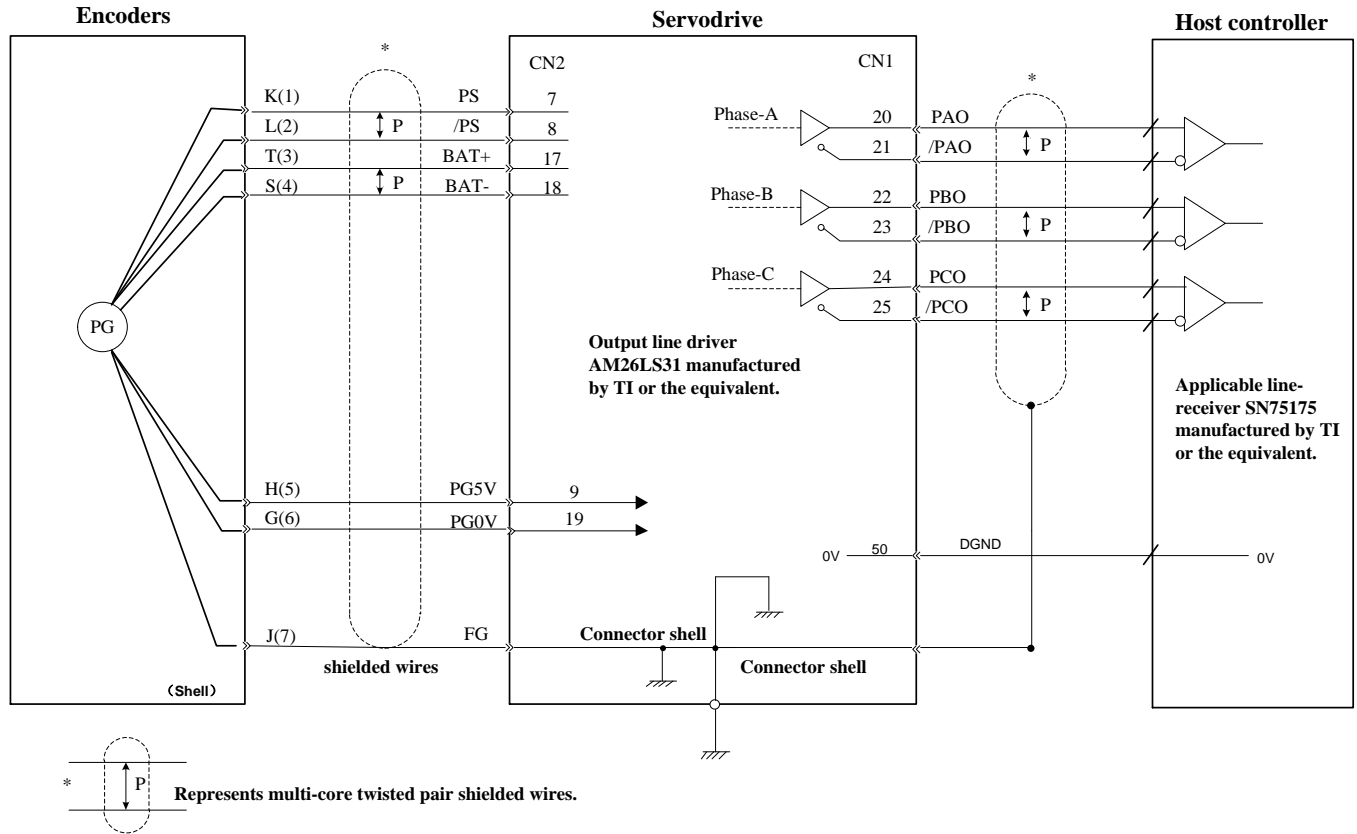 Encoders
Servodrive
Host controller
*
CN2
CN1
*
K(1) PS 7
L(2) P /PS 8
T(3) BAT+ 17
S(4) P BAT- 18
Phase-A 20 PAO
21 /PAO P
Phase-B 22 PBO
23 /PBO P
Phase-C 24 PCO
25 /PCO P
PG
Output line driver
AM26LS31 manufactured
by TI or the equivalent.
Applicable line-
receiver SN75175
manufactured by TI
or the equivalent.
H(5) PG5V 9
G(6) PG0V 19
0V 50 DGND 0V
J(7) FG Connector shell
shielded wires Connector shell
(Shell)
* P Represents multi-core twisted pair shielded wires.